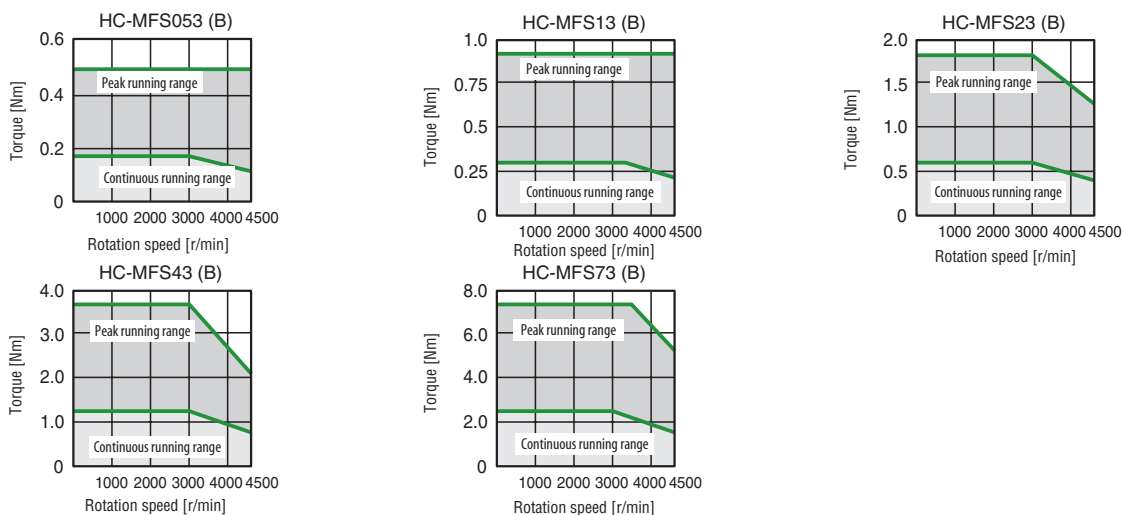 HC-MFS053 (B)
0.6
0.4
0.2
0
Torque [Nm]
Peak running range
Continuous running range
1000 2000 3000 4000 4500
Rotation speed [r/min]
HC-MFS13 (B)
1.0
0.75
0.5
0.25
0
Torque [Nm]
Peak running range
Continuous running range
1000 2000 3000 4000 4500
Rotation speed [r/min]
HC-MFS23 (B)
2.0
1.5
1.0
0.5
0
Torque [Nm]
Peak running range
Continuous running range
1000 2000 3000 4000 4500
Rotation speed [r/min]
HC-MFS43 (B)
4.0
3.0
2.0
1.0
0
Torque [Nm]
Peak running range
Continuous running range
1000 2000 3000 4000 4500
Rotation speed [r/min]
HC-MFS73 (B)
8.0
6.0
4.0
2.0
0
Torque [Nm]
Peak running range
Continuous running range
1000 2000 3000 4000 4500
Rotation speed [r/min]